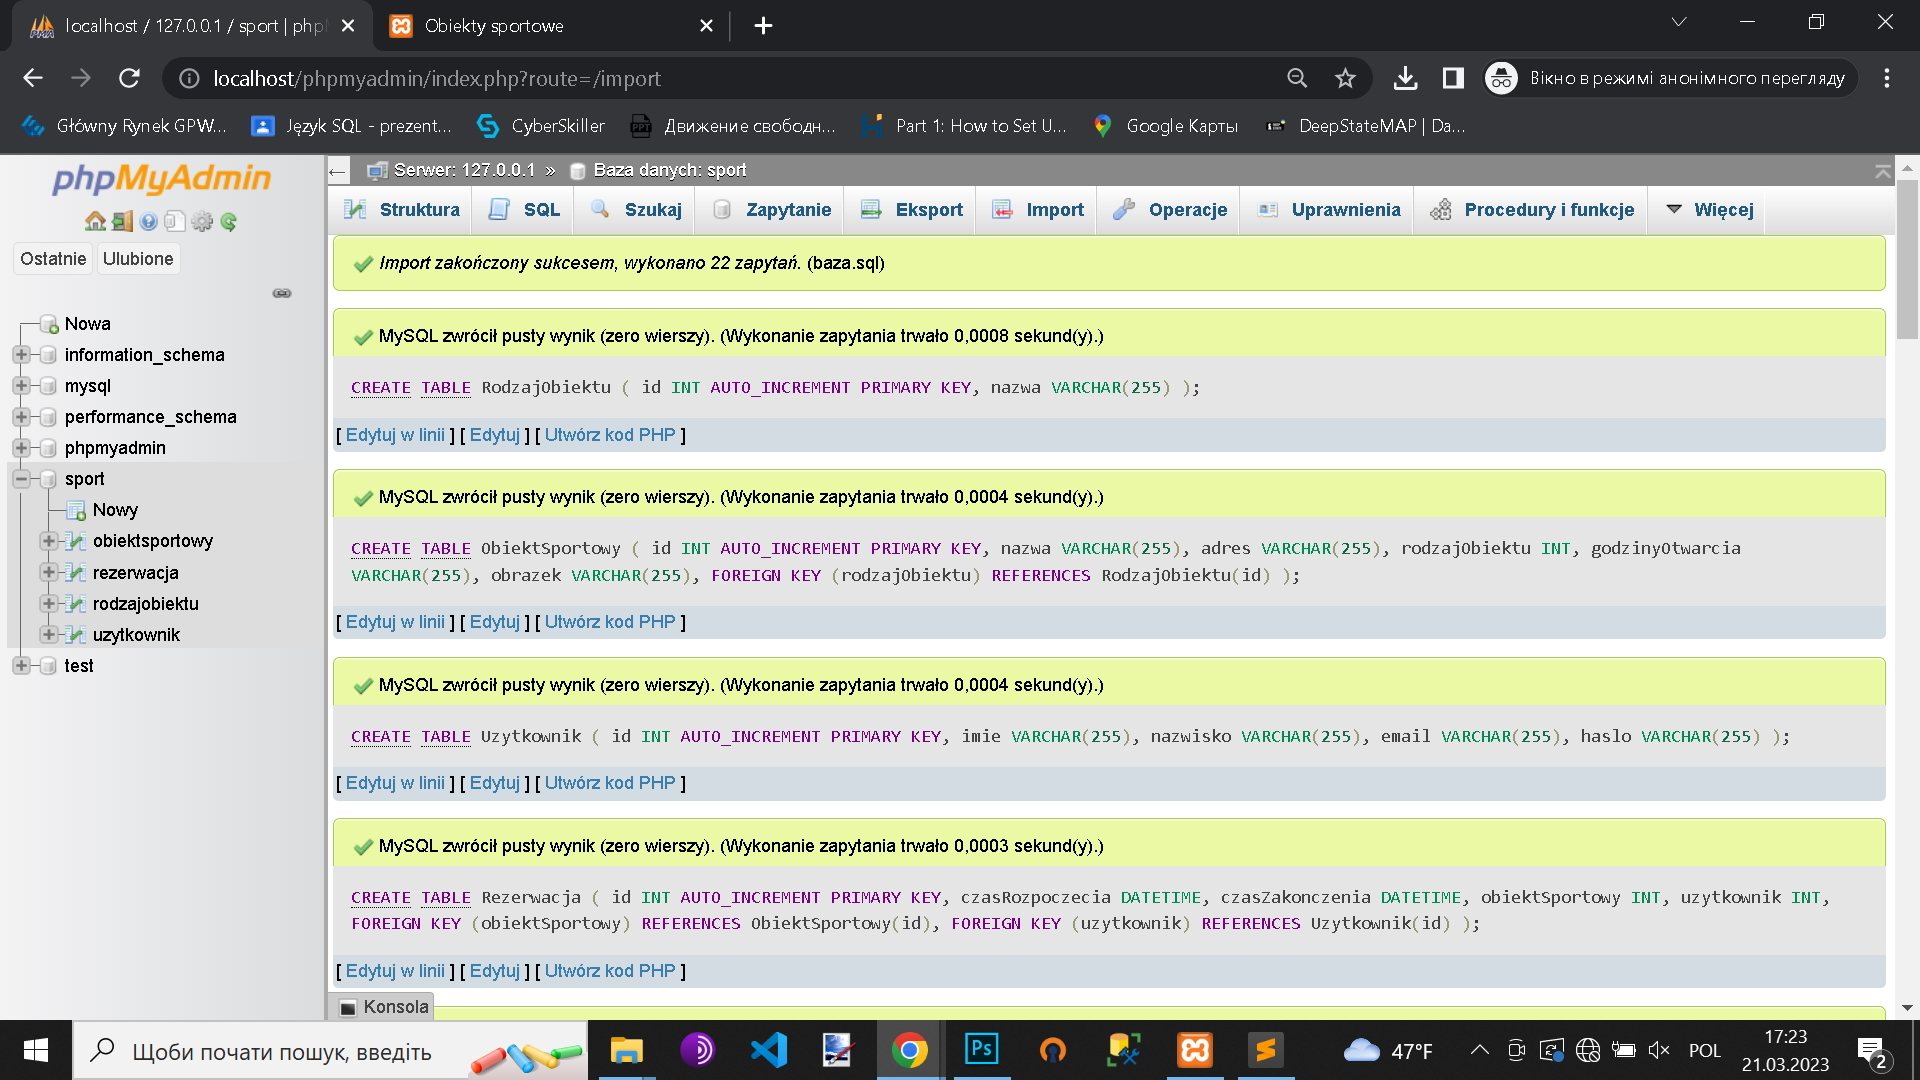 localhost / 127.0.0.1 / sport | php
Obiekty sportowe
localhost/phpmyadmin/index.php?route=/import
Вікно в режимі анонімного перегляду
Główny Rynek GPW...
Język SQL - prezent...
CyberSkiller
Движение свободн...
Part 1: How to Set U...
Google Карты
DeepStateMAP | Da...
phpMyAdmin
Ostatnie
Ulubione
Nowa
information_schema
mysql
performance_schema
phpmyadmin
sport
Nowy
obiektsportowy
rezerwacja
rodzajobiektu
uzytkownik
test
Serwer: 127.0.0.1 » Baza danych: sport
Struktura SQL Szukaj Zapytanie Eksport Import Operacje Uprawnienia Procedury i funkcje Więcej
Import zakończony sukcesem, wykonano 22 zapytań. (baza.sql)
MySQL zwrócił pusty wynik (zero wierszy). (Wykonanie zapytania trwało 0,0008 sekund(y).)
CREATE TABLE RodzajObiektu ( id INT AUTO_INCREMENT PRIMARY KEY, nazwa VARCHAR(255) );
[ Edytuj w linii ] [ Edytuj ] [ Utwórz kod PHP ]
MySQL zwrócił pusty wynik (zero wierszy). (Wykonanie zapytania trwało 0,0004 sekund(y).)
CREATE TABLE ObiektSportowy ( id INT AUTO_INCREMENT PRIMARY KEY, nazwa VARCHAR(255), adres VARCHAR(255), rodzajObiektu INT, godzinyOtwarcia
VARCHAR(255), obrazek VARCHAR(255), FOREIGN KEY (rodzajObiektu) REFERENCES RodzajObiektu(id) );
[ Edytuj w linii ] [ Edytuj ] [ Utwórz kod PHP ]
MySQL zwrócił pusty wynik (zero wierszy). (Wykonanie zapytania trwało 0,0004 sekund(y).)
CREATE TABLE Uzytkownik ( id INT AUTO_INCREMENT PRIMARY KEY, imie VARCHAR(255), nazwisko VARCHAR(255), email VARCHAR(255), haslo VARCHAR(255) );
[ Edytuj w linii ] [ Edytuj ] [ Utwórz kod PHP ]
MySQL zwrócił pusty wynik (zero wierszy). (Wykonanie zapytania trwało 0,0003 sekund(y).)
CREATE TABLE Rezerwacja ( id INT AUTO_INCREMENT PRIMARY KEY, czasRozpoczecia DATETIME, czasZakonczenia DATETIME, obiektSportowy INT, uzytkownik INT,
FOREIGN KEY (obiektSportowy) REFERENCES ObiektSportowy(id), FOREIGN KEY (uzytkownik) REFERENCES Uzytkownik(id) );
[ Edytuj w linii ] [ Edytuj ] [ Utwórz kod PHP ]
Konsola
Щоби почати пошук, введіть
Ps
47°F
POL
17:23
21.03.2023
2